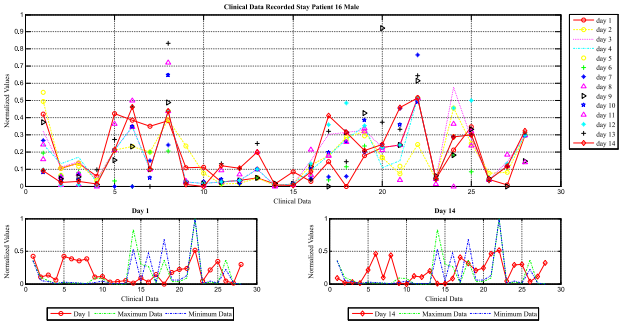 Clinical Data Recorded Stay Patient 16 Male
Normalized Values
1
0.9
0.8
0.7
0.6
0.5
0.4
0.3
0.2
0.1
0
0 5 10 15 20 25 30
Clinical Data
day 1
day 2
day 3
day 4
day 5
day 6
day 7
day 8
day 9
day 10
day 11
day 12
day 13
day 14
Day 1
Normalized Values
1
0.5
0
0 5 10 15 20 25 30
Clinical Data
Day 1 Maximum Data Minimum Data
Day 14
Normalized Values
1
0.5
0
0 5 10 15 20 25 30
Clinical Data
Day 14 Maximum Data Minimum Data